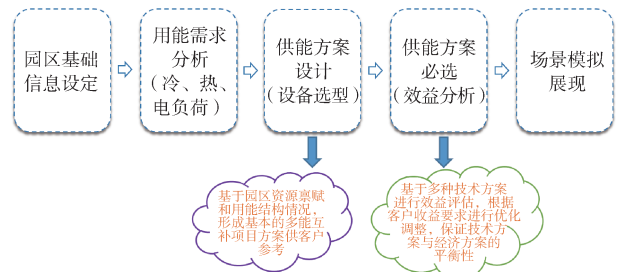 园区基础
信息设定
用能需求
分析
（冷、热、
电负荷）
供能方案
设计
（设备选型）
供能方案
必选
（效益分析）
场景模拟
展现
基于园区资源禀赋
和用能结构情况，
形成基本的多能互
补项目方案供客户
参考
基于多种技术方案
进行效益评估，根据
客户收益要求进行优化
调整，保证技术方
案与经济方案的
平衡性